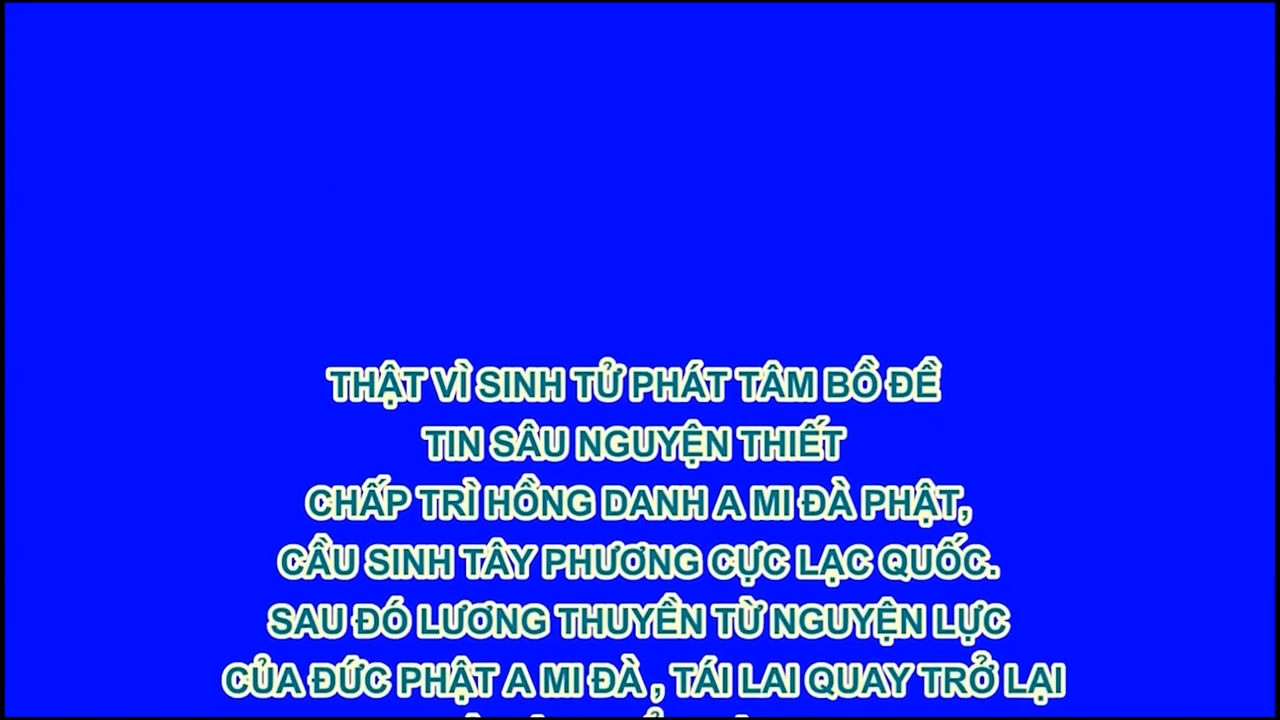 THẬT VÌ SINH TỬ PHÁT TÂM BỒ ĐỀ
TIN SÂU NGUYỆN THIẾT
CHẤP TRÌ HỒNG DANH A MI ĐÀ PHẬT,
CẦU SINH TÂY PHƯƠNG CỰC LẠC QUỐC.
SAU ĐÓ LƯƠNG THUYỀN TỪ NGUYỆN LỰC
CỦA ĐỨC PHẬT A MI ĐÀ , TÁI LAI QUAY TRỞ LẠI